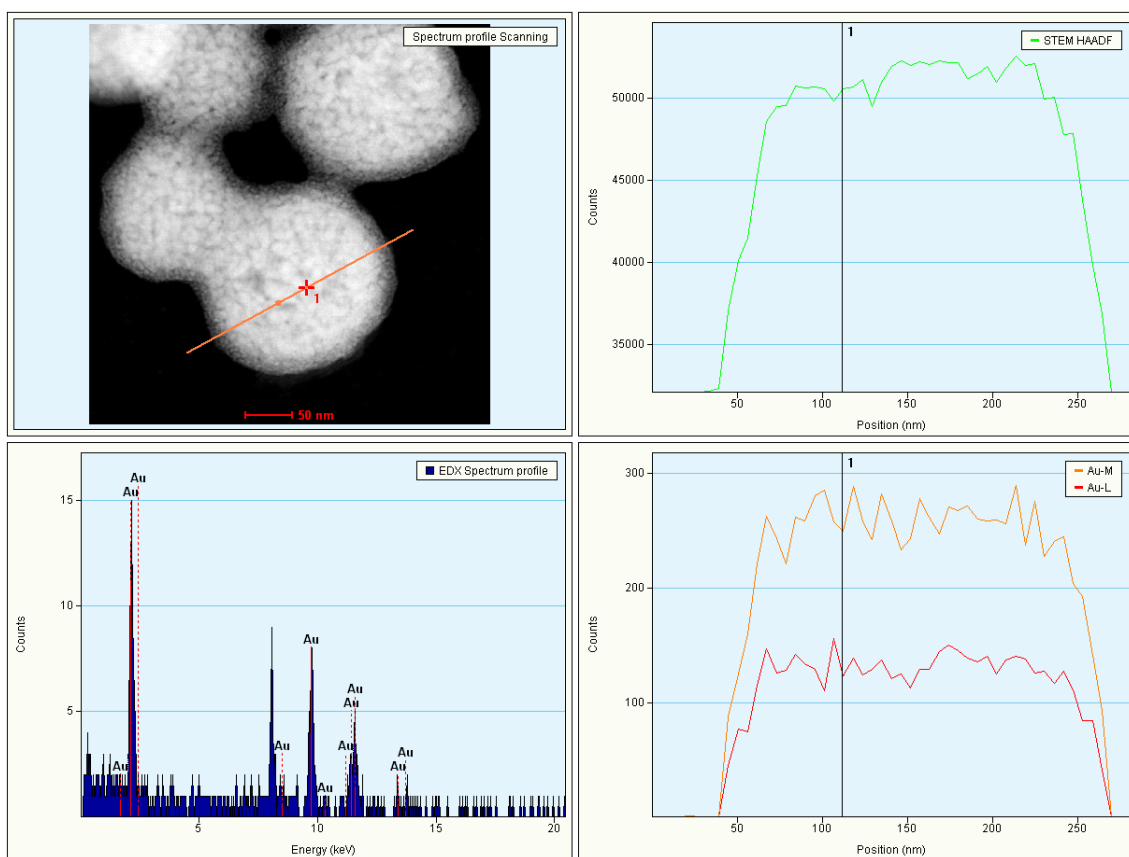 Spectrum profile Scanning
1
50 nm
1
STEM HAADF
50000
45000
40000
35000
Counts
50
100
150
200
250
Position (nm)
EDX Spectrum profile
Au
Au
Au
Au
Au
Au
Au
Au
Au
Au
Au
15
10
5
Counts
5
10
15
20
Energy (keV)
1
Au-M
Au-L
300
200
100
Counts
50
100
150
200
250
Position (nm)